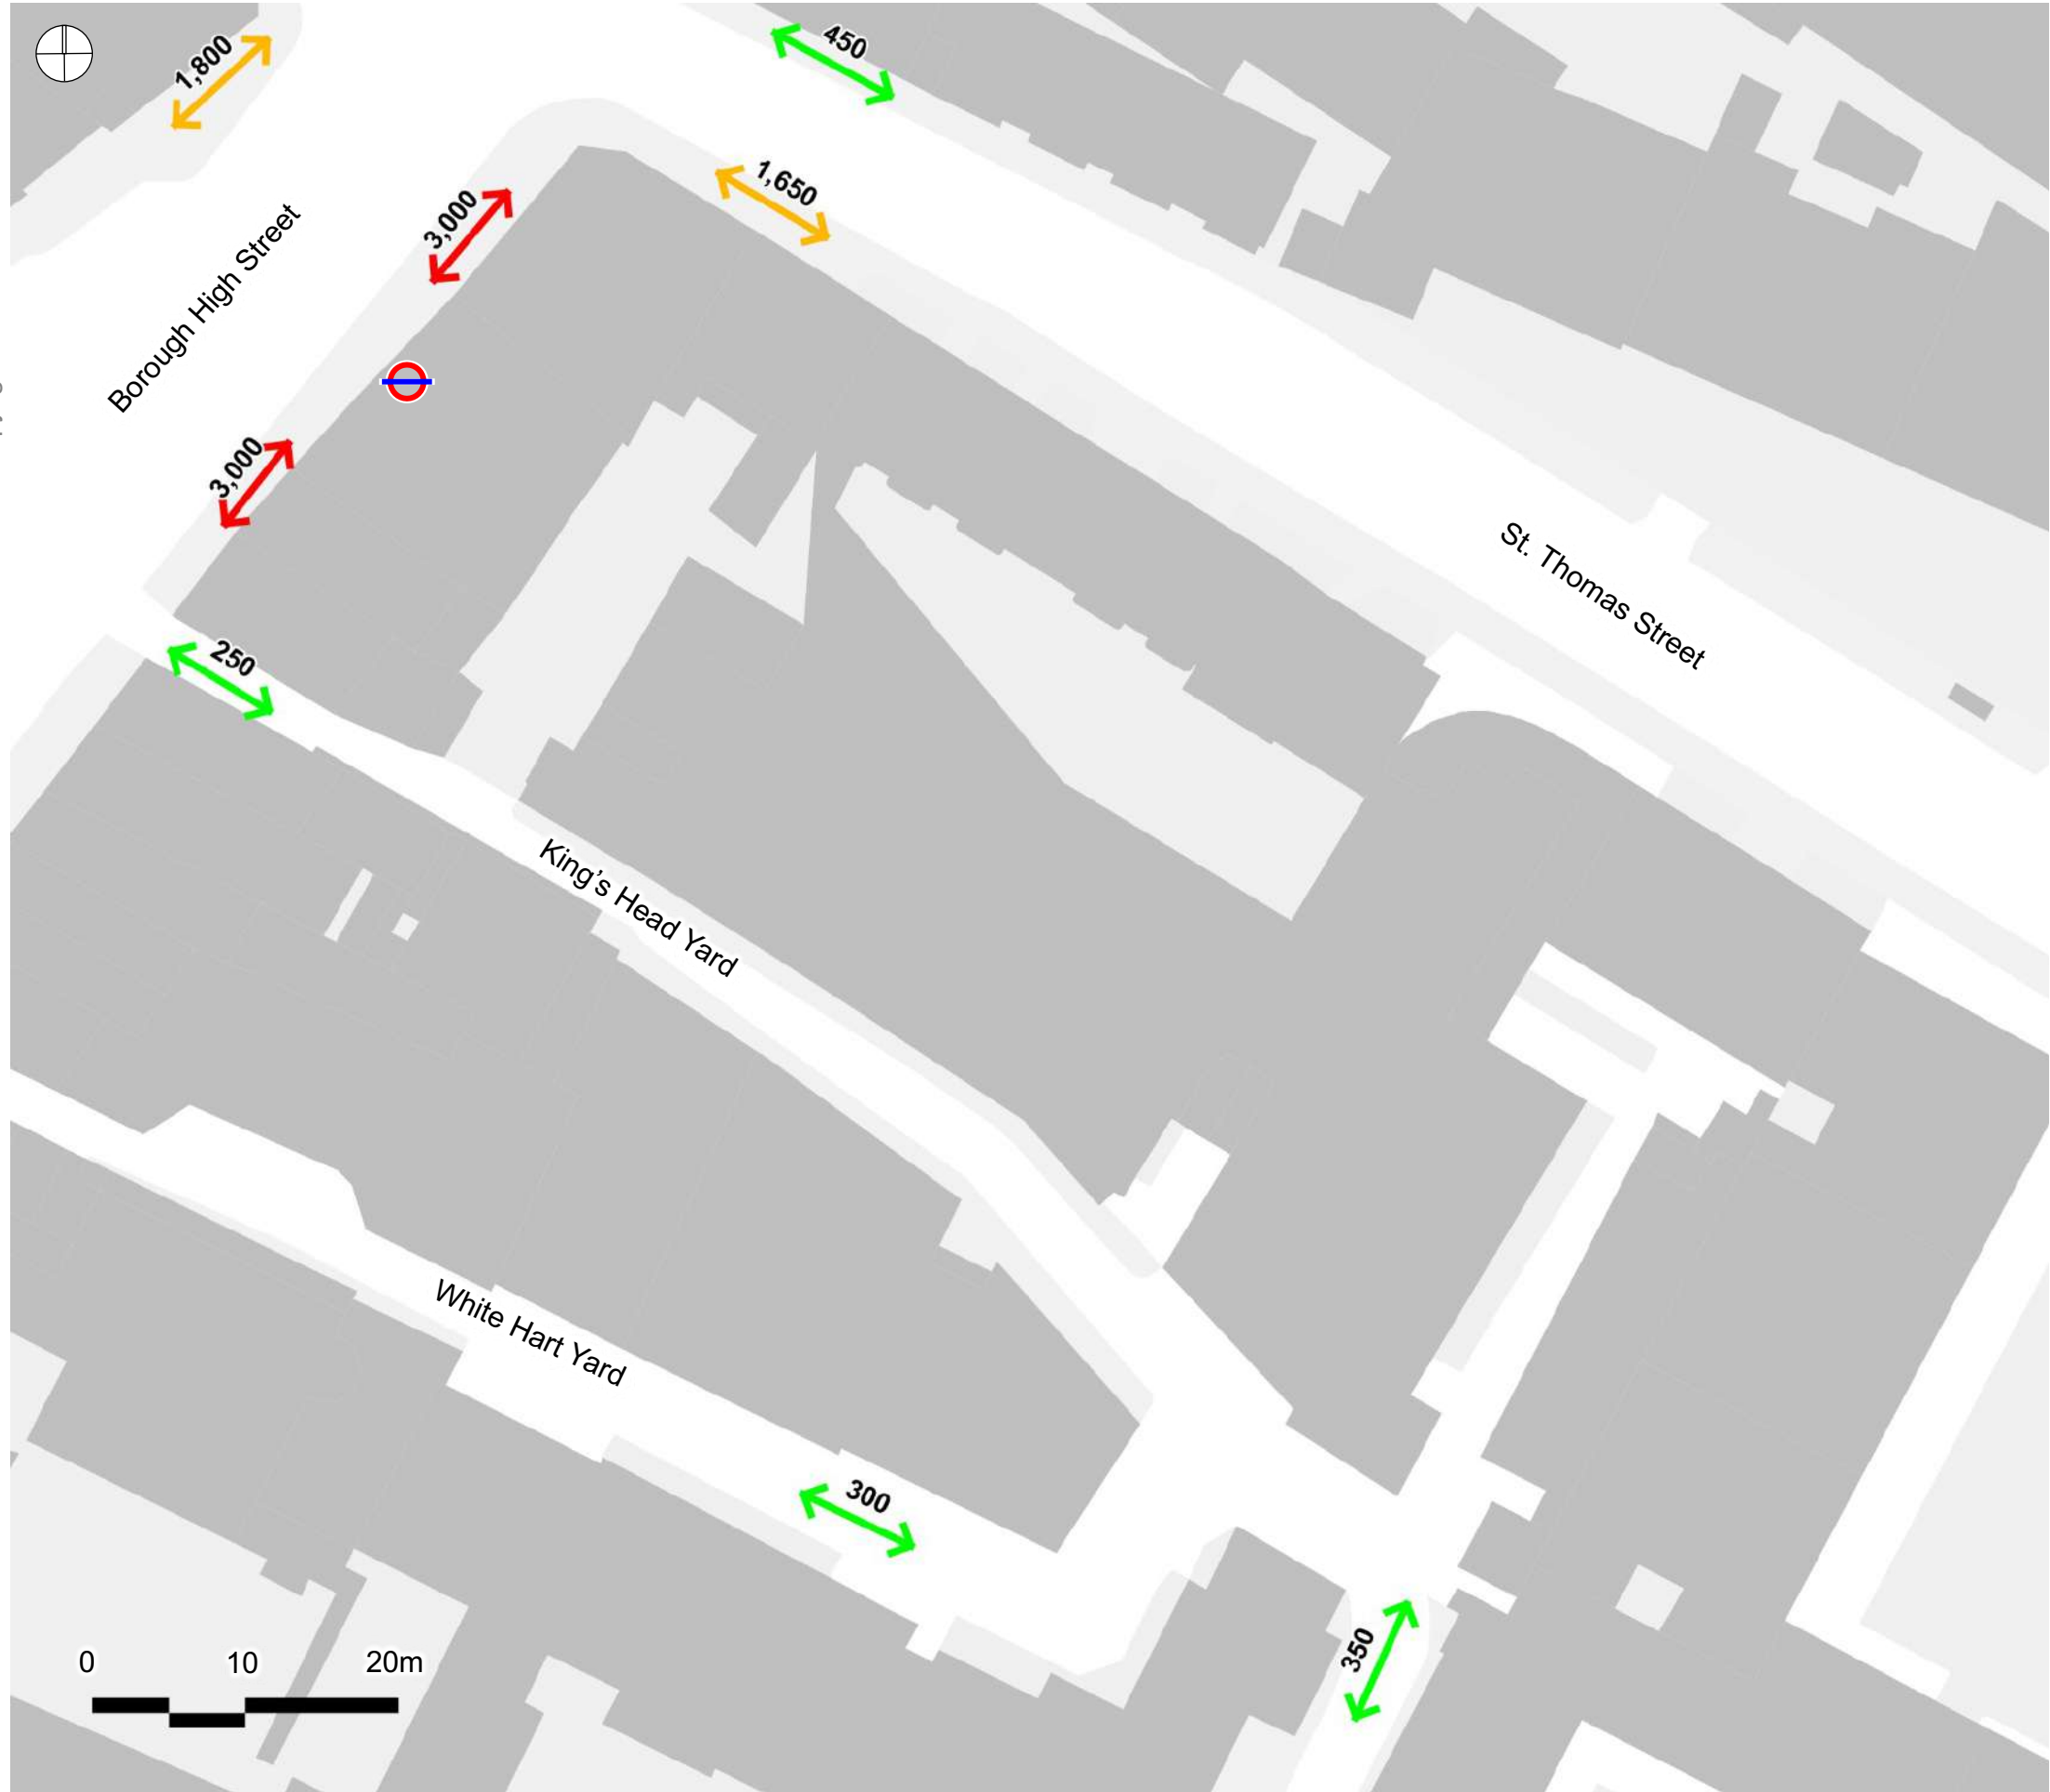 1,800
450
1,650
3,000
Borough High Street
3,000
St. Thomas Street
250
King's Head Yard
White Hart Yard
300
350
0 10 20m